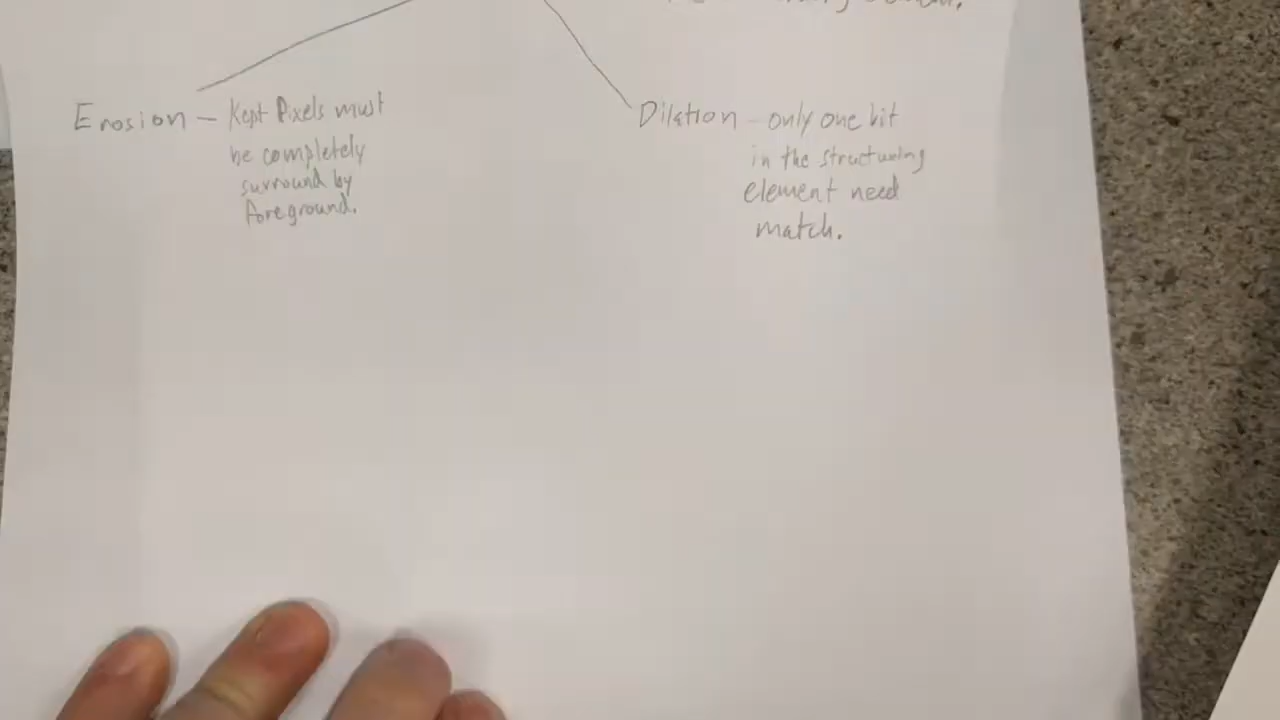 Erosion - Kept Pixels must
be completely
surround by
foreground.
Dilation - only one bit
in the structuring
element need
match.